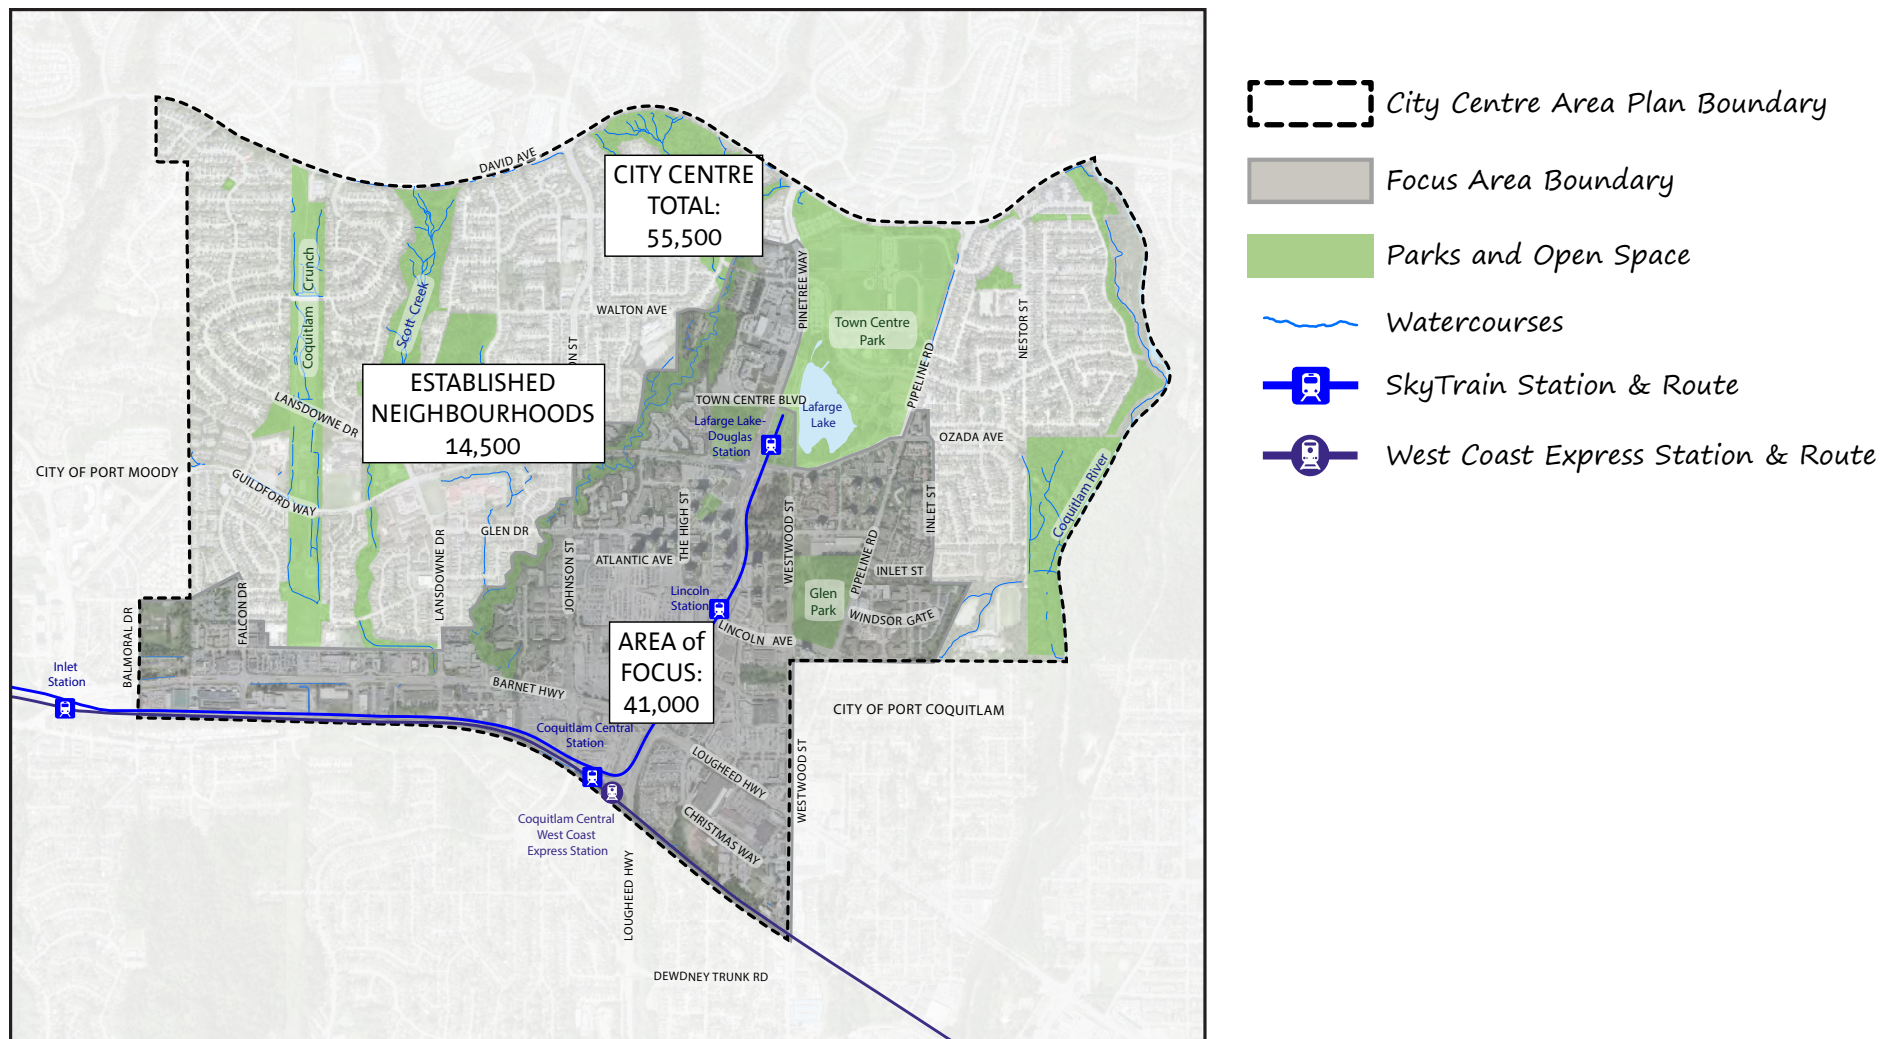 DAVID AVE
CITY CENTRE
TOTAL:
55,500
Coquitlam Crunch
Scott Creek
WALTON AVE
PINETREE WAY
Town Centre
Park
PIPELINE RD
NESTOR ST
ON ST
ESTABLISHED
NEIGHBOURHOODS
14,500
LANSDOWNE DR
TOWN CENTRE BLVD
Lafarge
Lake
Lafarge Lake-
Douglas
Station
OZADA AVE
CITY OF PORT MOODY
GUILDFORD WAY
Coquitlam River
THE HIGH ST
WESTWOOD ST
INLET ST
GLEN DR
LANSDOWNE DR
JOHNSON ST
ATLANTIC AVE
PIPELINE RD
INLET ST
FALCON DR
BALMORAL DR
Lincoln
Station
Glen
Park
WINDSOR GATE
LINCOLN AVE
AREA of
FOCUS:
41,000
Inlet
Station
BARNET HWY
CITY OF PORT COQUITLAM
Coquitlam Central
Station
LOUGHEED HWY
WESTWOOD ST
CHRISTMAS WAY
Coquitlam Central
West Coast
Express Station
LOUGHEED HWY
DEWDNEY TRUNK RD
City Centre Area Plan Boundary
Focus Area Boundary
Parks and Open Space
Watercourses
SkyTrain Station & Route
West Coast Express Station & Route